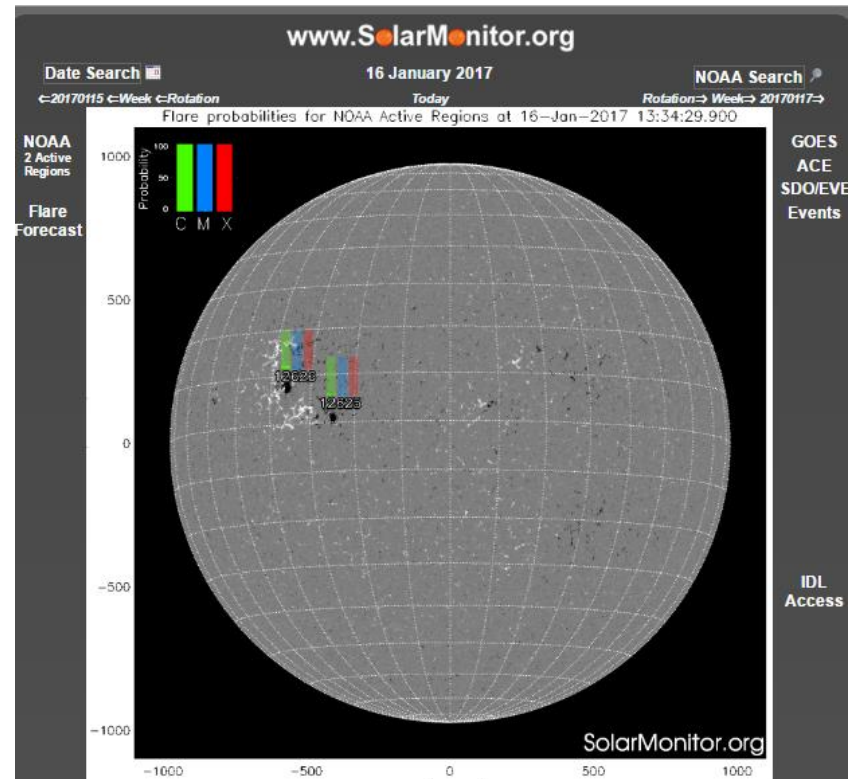 www.SolarMonitor.org
Date Search
16 January 2017
NOAA Search
⇐20170115 ⇐Week ⇐Rotation
Today
Rotation⇒ Week⇒ 20170117⇒
Flare probabilities for NOAA Active Regions at 16-Jan-2017 13:34:29.900
NOAA
2 Active
Regions
Flare
Forecast
GOES
ACE
SDO/EVE
Events
IDL
Access
1000
500
0
-500
-1000
Probability
100
50
0
C M X
12626
12625
SolarMonitor.org
-1000 -500 0 500 1000